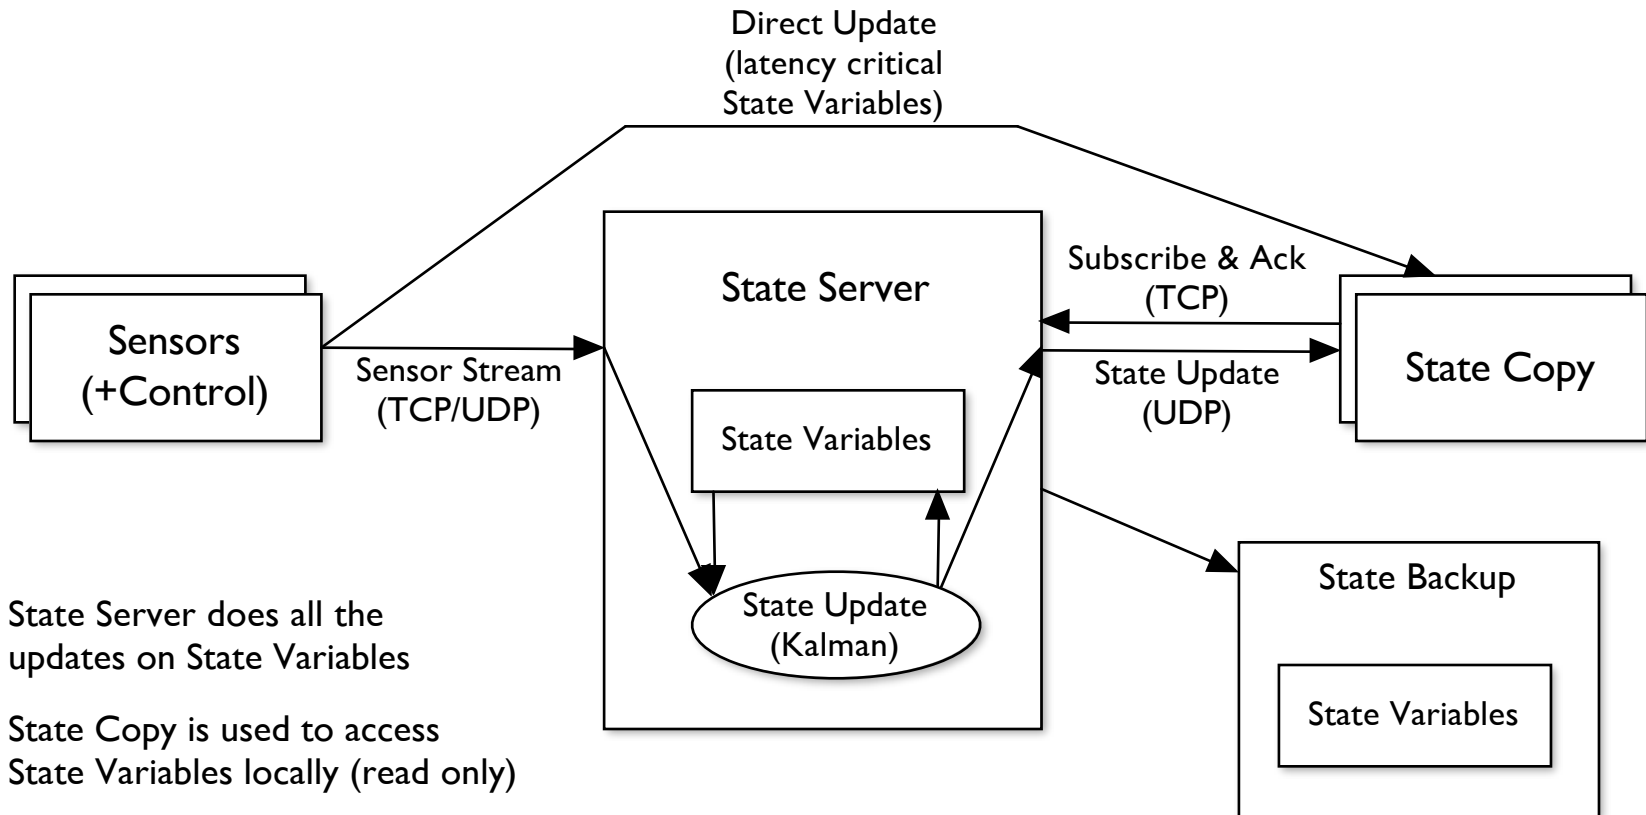 Direct Update
(latency critical
State Variables)
Sensors
(+Control)
Sensor Stream
(TCP/UDP)
State Server
State Variables
State Update
(Kalman)
Subscribe & Ack
(TCP)
State Update
(UDP)
State Copy
State Backup
State Variables
State Server does all the
updates on State Variables
State Copy is used to access
State Variables locally (read only)